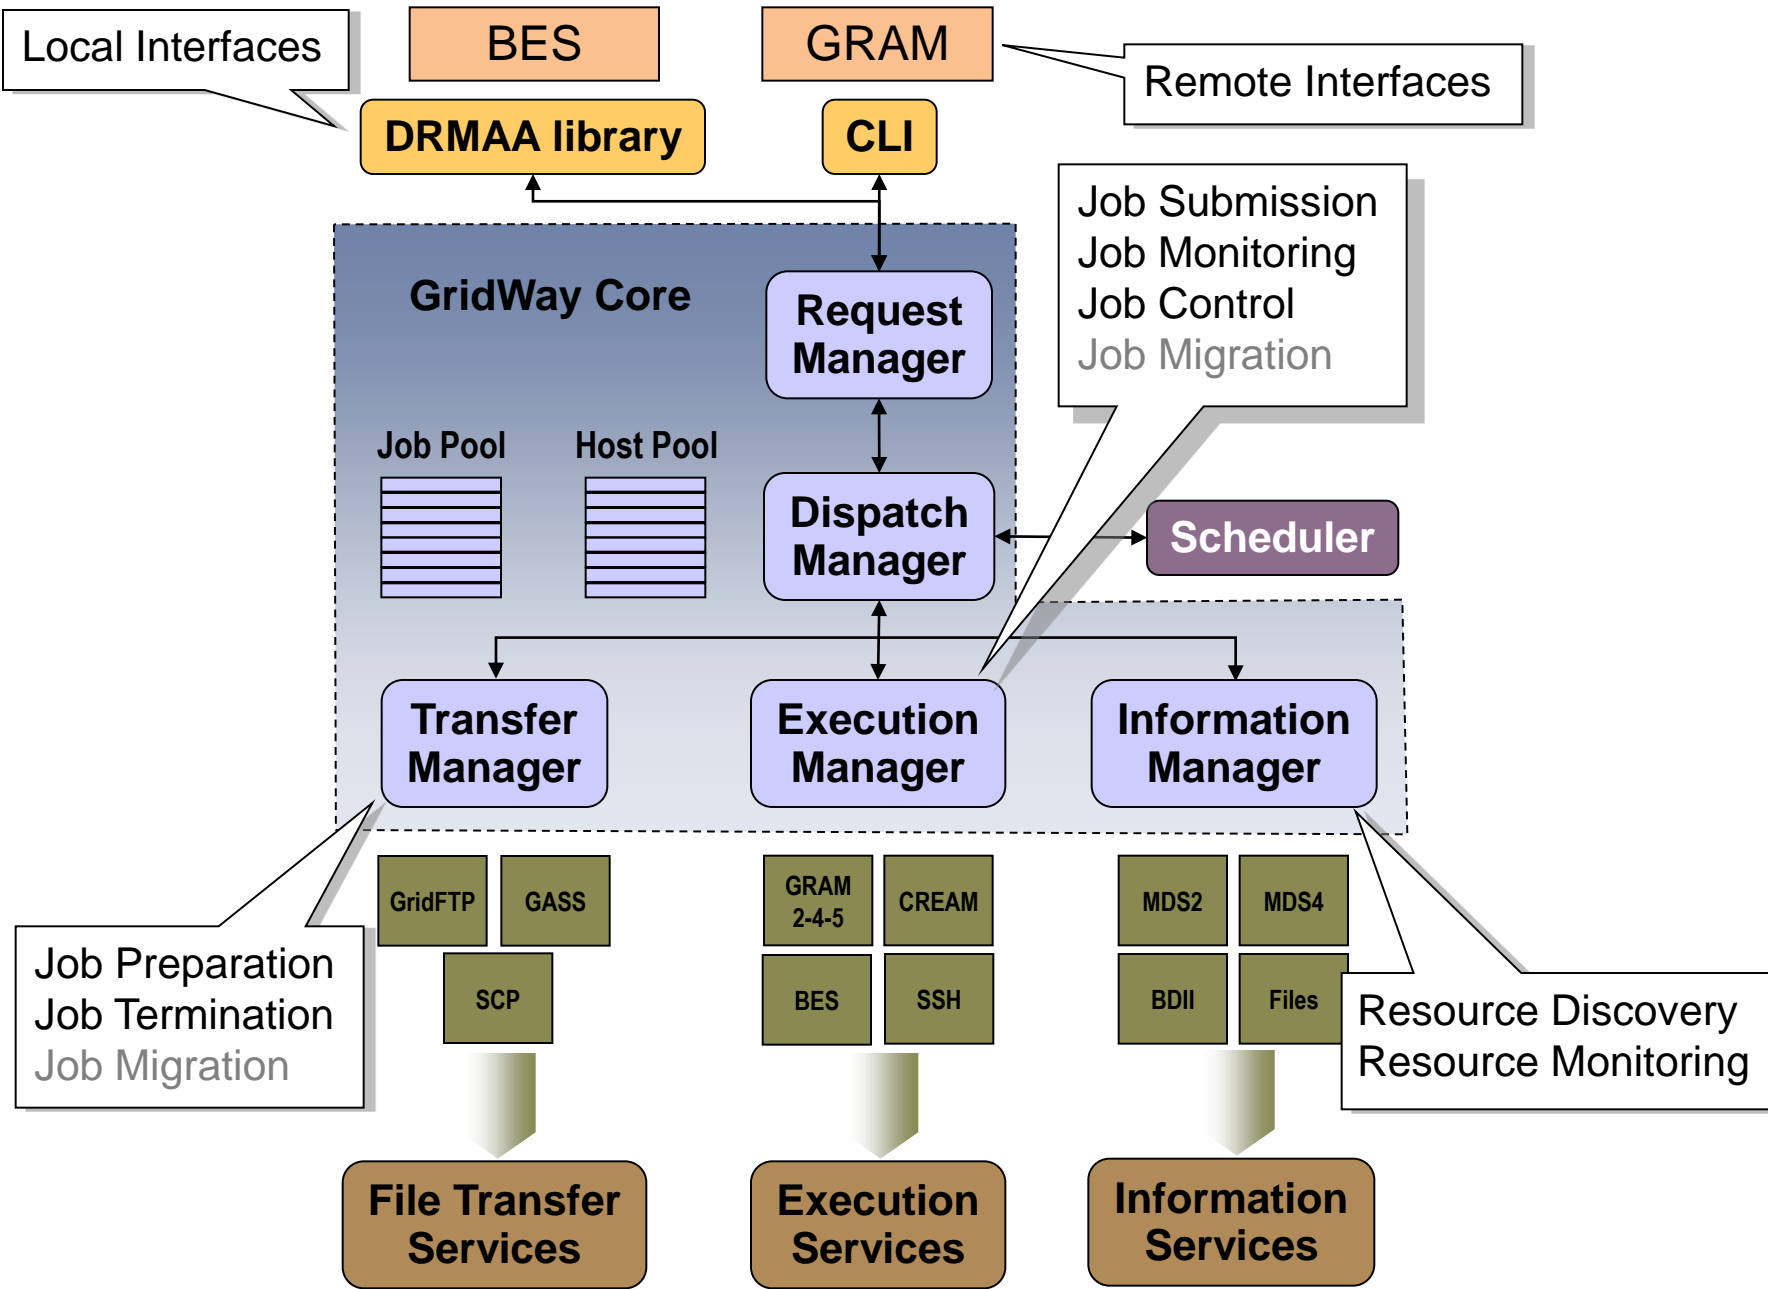 Local Interfaces
BES
GRAM
Remote Interfaces
DRMAA library
CLI
Job Submission
Job Monitoring
Job Control
Job Migration
GridWay Core
Request
Manager
Job Pool
Host Pool
Dispatch
Manager
Scheduler
Transfer
Manager
Execution
Manager
Information
Manager
GridFTP
GASS
SCP
GRAM
2-4-5
CREAM
BES
SSH
MDS2
MDS4
BDII
Files
Job Preparation
Job Termination
Job Migration
Resource Discovery
Resource Monitoring
File Transfer
Services
Execution
Services
Information
Services